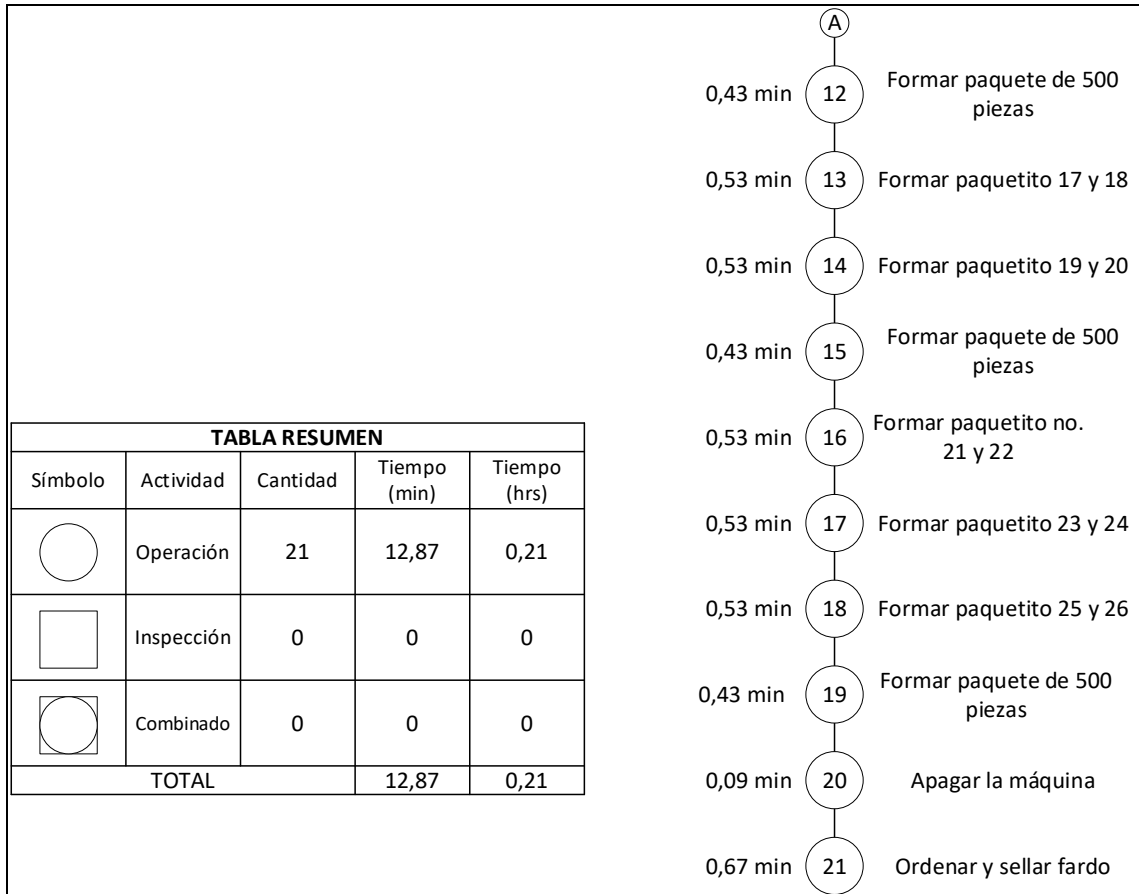 A
0,43 min
12
Formar paquete de 500
piezas
0,53 min
13
Formar paquetito 17 y 18
0,53 min
14
Formar paquetito 19 y 20
0,43 min
15
Formar paquete de 500
piezas
0,53 min
16
Formar paquetito no.
21 y 22
0,53 min
17
Formar paquetito 23 y 24
0,53 min
18
Formar paquetito 25 y 26
0,43 min
19
Formar paquete de 500
piezas
0,09 min
20
Apagar la máquina
0,67 min
21
Ordenar y sellar fardo
TABLA RESUMEN
Símbolo Actividad Cantidad Tiempo (min) Tiempo (hrs)
Operación 21 12,87 0,21
Inspección 0 0 0
Combinado 0 0 0
TOTAL 12,87 0,21